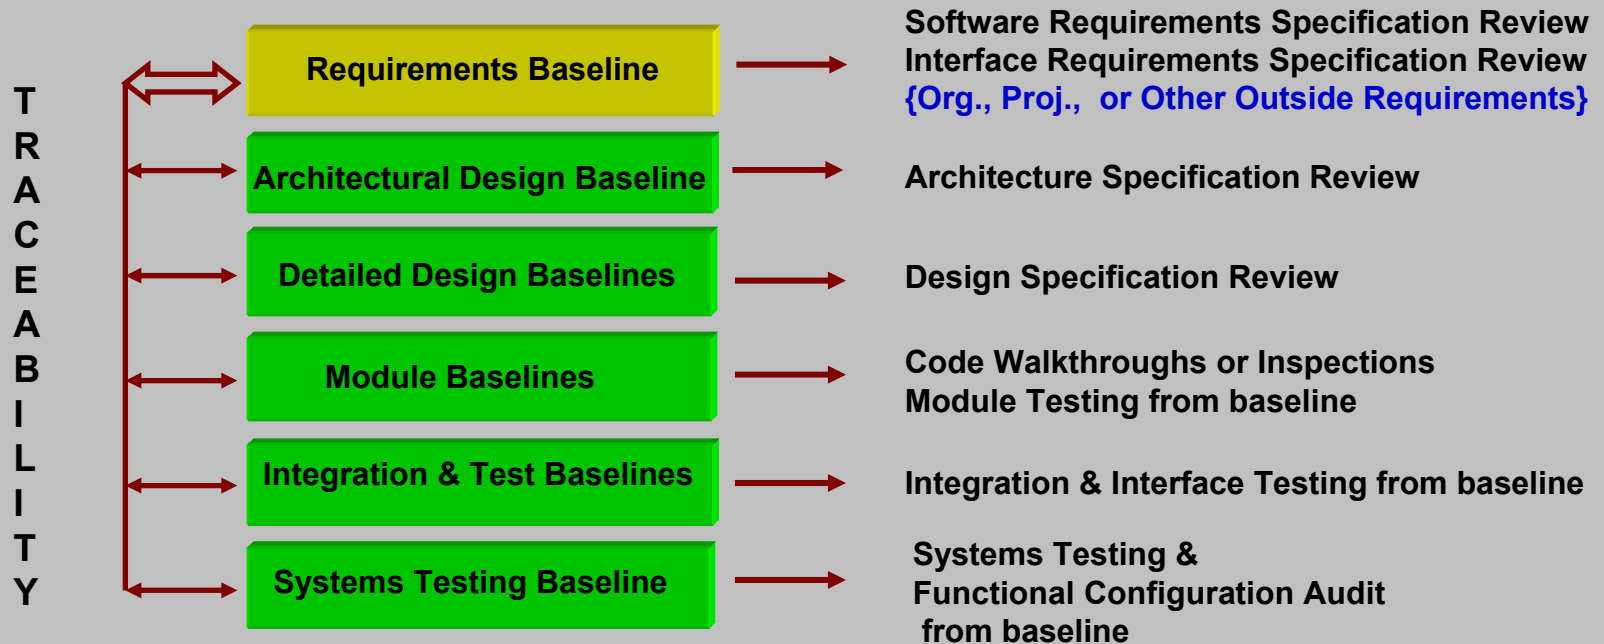 TRACEABILITY
Requirements Baseline
Software Requirements Specification Review
Interface Requirements Specification Review
{Org., Proj., or Other Outside Requirements}
Architectural Design Baseline
Architecture Specification Review
Detailed Design Baselines
Design Specification Review
Module Baselines
Code Walkthroughs or Inspections
Module Testing from baseline
Integration & Test Baselines
Integration & Interface Testing from baseline
Systems Testing Baseline
Systems Testing &
Functional Configuration Audit
from baseline